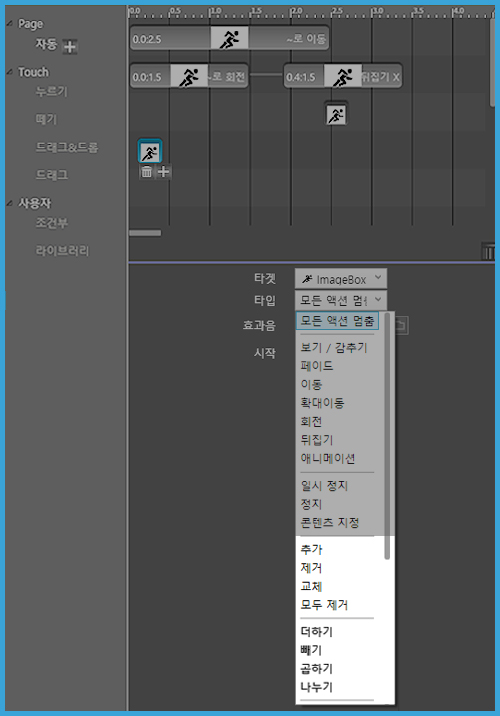 0.0 0.5 1.0 1.5 2.0 2.5 3.0 3.5 4.0
Page
자동
0.0:2.5 ~로 이동
Touch
0.0:1.5 ~로 회전 0.4:1.5 뒤집기 X
누르기
떼기
드래그&드롭
드래그
사용자
조건부
라이브러리
타겟 ImageBox
타입 모든 액션 멈춤
효과음 모든 액션 멈춤
시작
보기 / 감추기
페이드
이동
확대이동
회전
뒤집기
애니메이션
일시 정지
정지
콘텐츠 지정
추가
제거
교체
모두 제거
더하기
빼기
곱하기
나누기